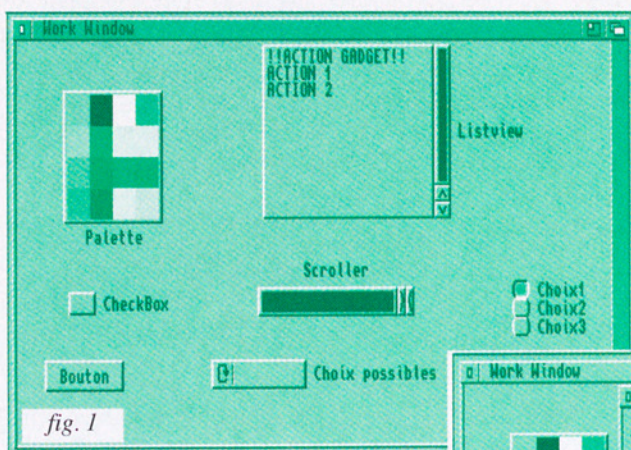 Work Window
!!ACTION GADGET!!
ACTION 1
ACTION 2
Listview
Palette
Scroller
CheckBox
Choix1
Choix2
Choix3
Bouton
Choix possibles
fig. 1
Work Window